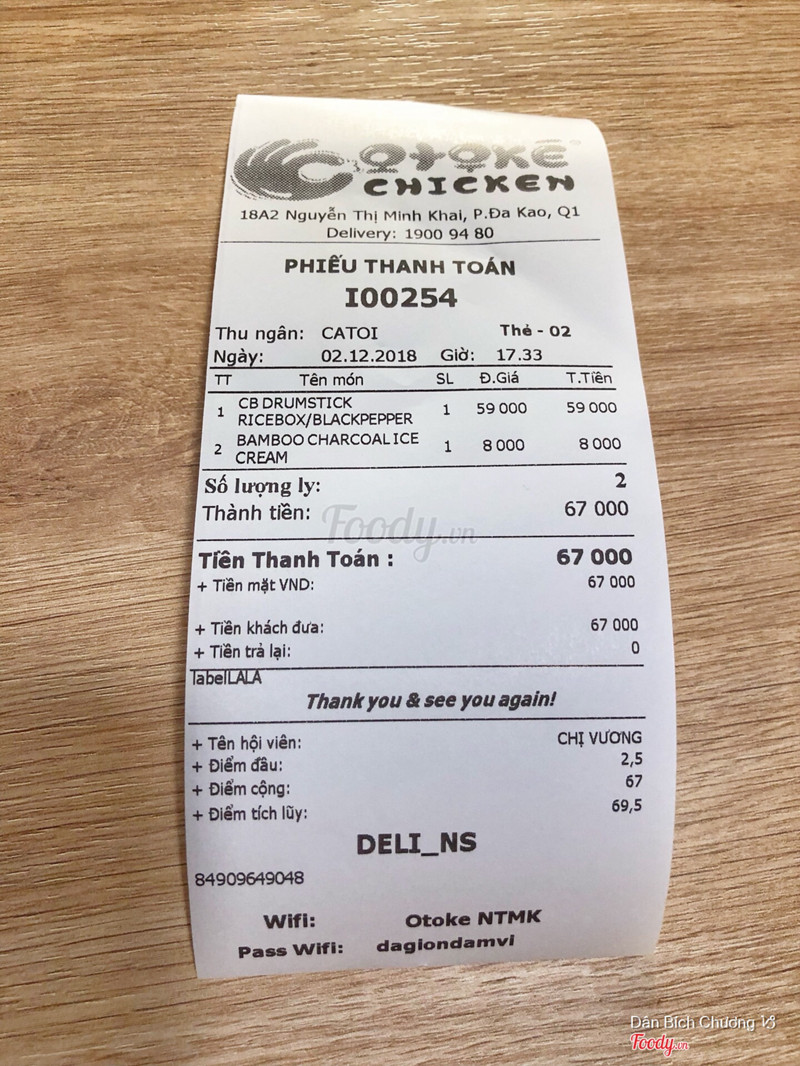 OTOKÉ
CHICKEN
18A2 Nguyễn Thị Minh Khai, P.Đa Kao, Q1
Delivery: 1900 94 80
PHIẾU THANH TOÁN
I00254
Thu ngân: CATOI Thẻ - 02
Ngày: 02.12.2018 Giờ: 17.33
TT Tên món SL Đ.Giá T.Tiền
1 CB DRUMSTICK RICEBOX/BLACKPEPPER 1 59 000 59 000
2 BAMBOO CHARCOAL ICE CREAM 1 8 000 8 000
Số lượng ly: 2
Thành tiền: 67 000
Foody.vn
Tiền Thanh Toán : 67 000
+ Tiền mặt VND: 67 000
+ Tiền khách đưa: 67 000
+ Tiền trả lại: 0
TabelLALA
Thank you & see you again!
+ Tên hội viên: CHỊ VƯƠNG
+ Điểm đầu: 2,5
+ Điểm cộng: 67
+ Điểm tích lũy: 69,5
DELI_NS
84909649048
Wifi: Otoke NTMK
Pass Wifi: dagiondamvi
Dân Bích Chương
Foody.vn